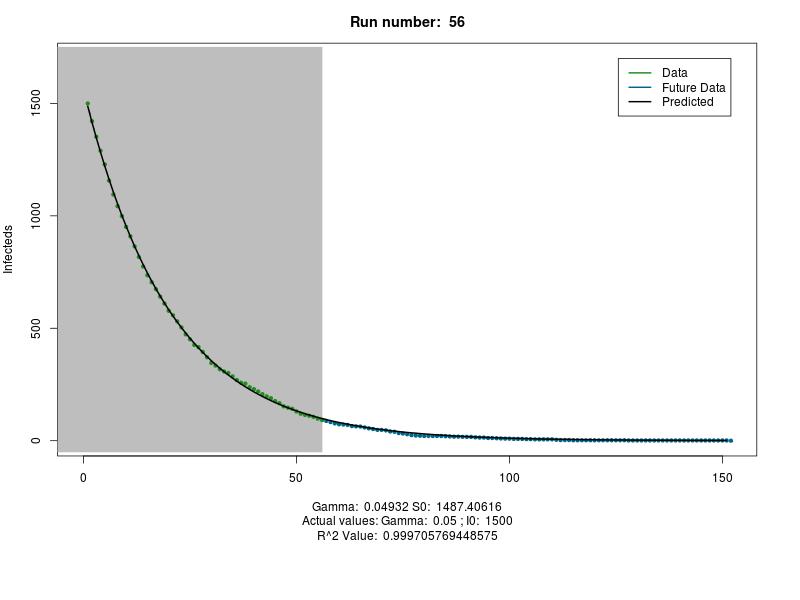 Run number: 56
Data
Future Data
Predicted
Infecteds
1500
1000
500
0
0 50 100 150
Gamma: 0.04932 S0: 1487.40616
Actual values: Gamma: 0.05 ; I0: 1500
R^2 Value: 0.999705769448575